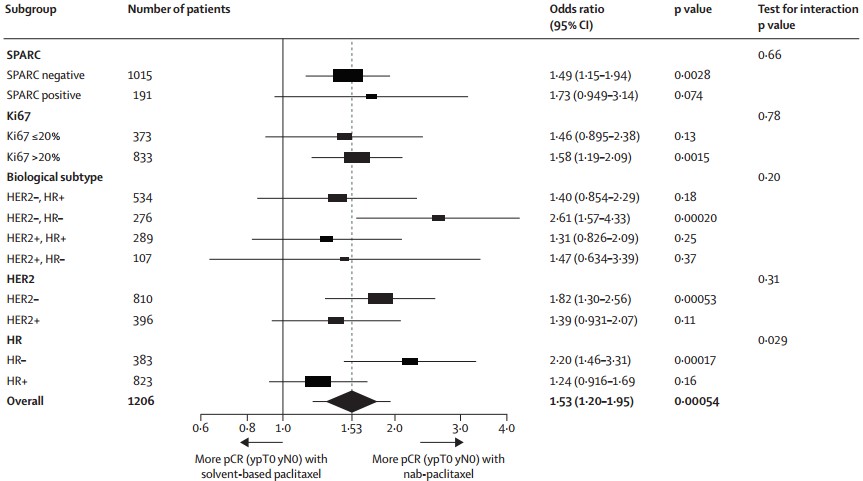 Subgroup Number of patients Odds ratio (95% CI) p value Test for interaction p value
SPARC 0·66
SPARC negative 1015 1·49 (1·15–1·94) 0·0028
SPARC positive 191 1·73 (0·949–3·14) 0·074
Ki67 0·78
Ki67 ≤20% 373 1·46 (0·895–2·38) 0·13
Ki67 >20% 833 1·58 (1·19–2·09) 0·0015
Biological subtype 0·20
HER2–, HR+ 534 1·40 (0·854–2·29) 0·18
HER2–, HR– 276 2·61 (1·57–4·33) 0·00020
HER2+, HR+ 289 1·31 (0·826–2·09) 0·25
HER2+, HR– 107 1·47 (0·634–3·39) 0·37
HER2 0·31
HER2– 810 1·82 (1·30–2·56) 0·00053
HER2+ 396 1·39 (0·931–2·07) 0·11
HR 0·029
HR– 383 2·20 (1·46–3·31) 0·00017
HR+ 823 1·24 (0·916–1·69 0·16
Overall 1206 1·53 (1·20–1·95) 0·00054
0·6 0·8 1·0 1·53 2·0 3·0 4·0
More pCR (ypT0 yN0) with solvent-based paclitaxel
More pCR (ypT0 yN0) with nab-paclitaxel